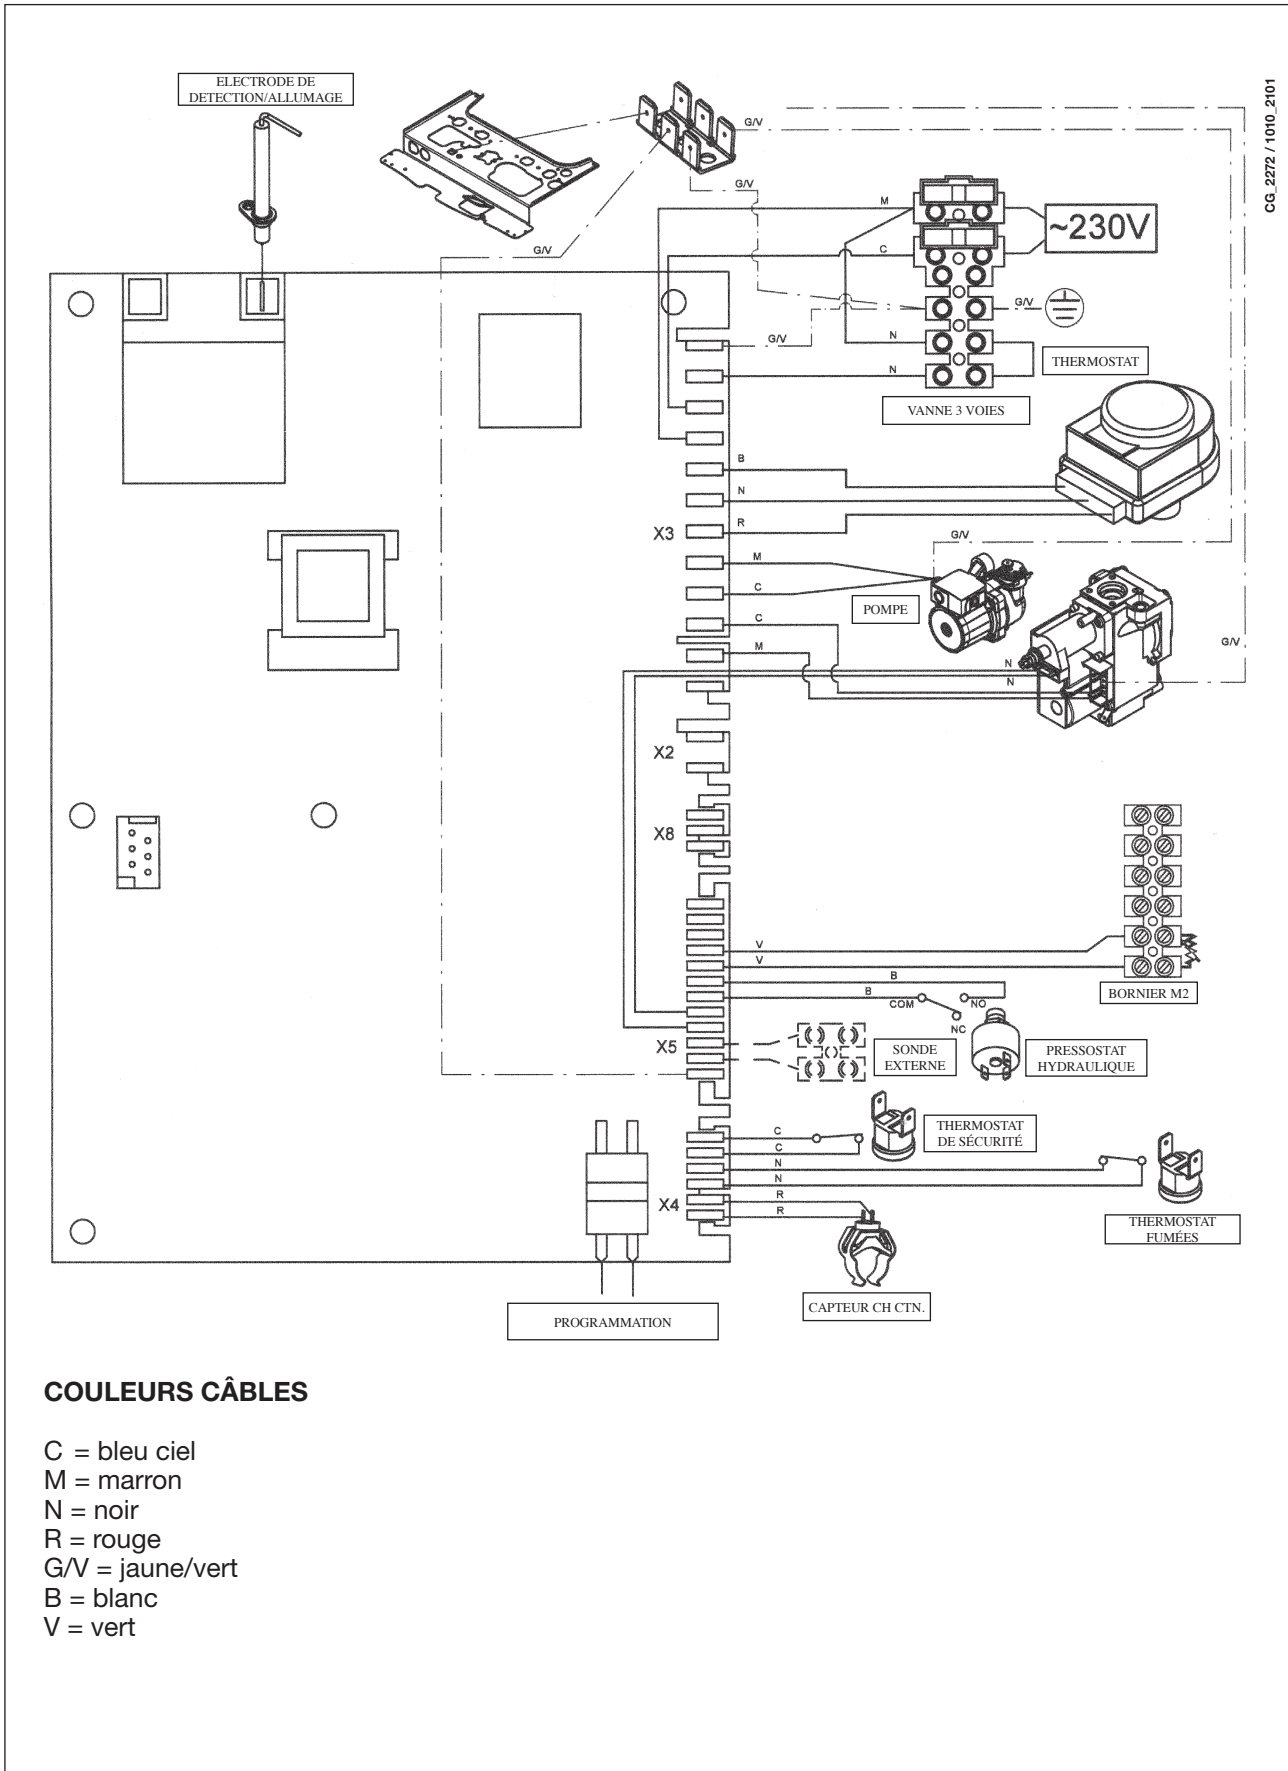 ELECTRODE DE
DETECTION/ALLUMAGE
CG_2272 / 1010_2101
G/V
G/V
G/V
M
~230V
C
G/V
G/V
N
THERMOSTAT
N
VANNE 3 VOIES
B
N
R
X3
G/V
M
C
POMPE
C
M
G/V
N
N
X2
X8
V
V
B
B
COM
NO
NC
BORNIER M2
X5
SONDE
EXTERNE
PRESSOSTAT
HYDRAULIQUE
C
C
THERMOSTAT
DE SÉCURITÉ
N
N
R
R
X4
THERMOSTAT
FUMÉES
CAPTEUR CH CTN.
PROGRAMMATION
COULEURS CÂBLES
C = bleu ciel
M = marron
N = noir
R = rouge
G/V = jaune/vert
B = blanc
V = vert